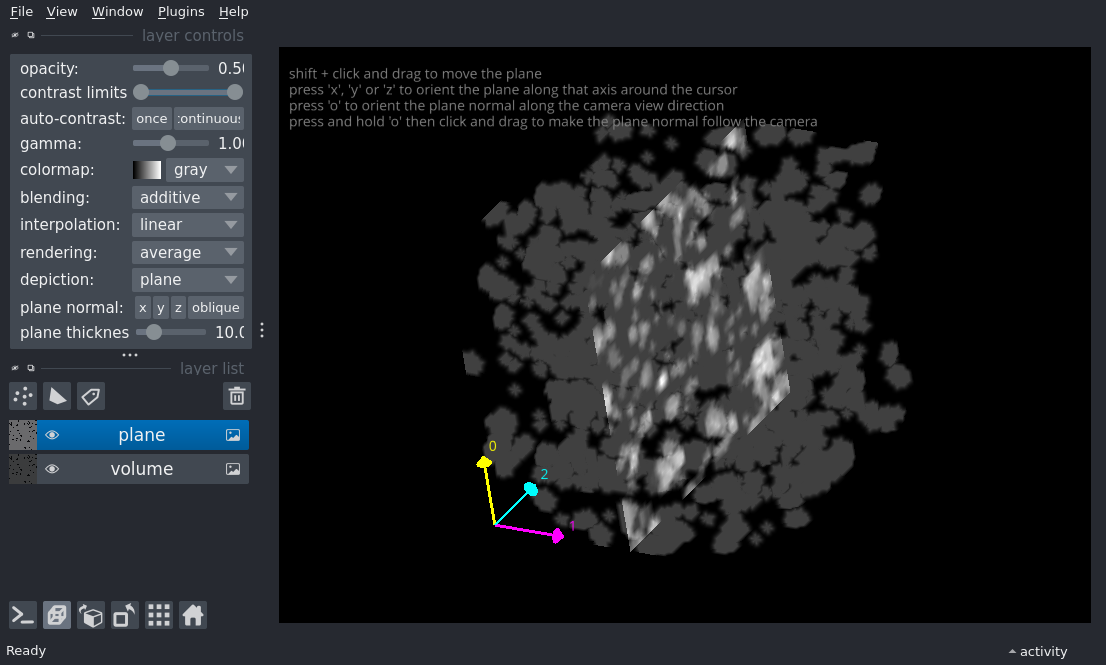 File View Window Plugins Help
layer controls
opacity: 0.50
contrast limits
auto-contrast: once continuous
gamma: 1.00
colormap: gray
blending: additive
interpolation: linear
rendering: average
depiction: plane
plane normal: x y z oblique
plane thicknes 10.0
layer list
plane
volume
shift + click and drag to move the plane
press 'x', 'y' or 'z' to orient the plane along that axis around the cursor
press 'o' to orient the plane normal along the camera view direction
press and hold 'o' then click and drag to make the plane normal follow the camera
0
2
1
Ready
activity